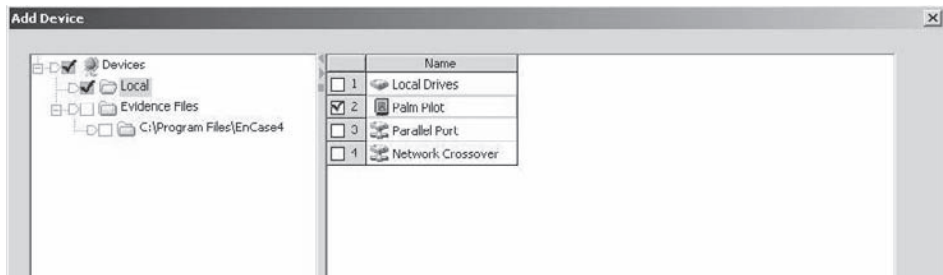 Add Device
Devices
Local
Evidence Files
C:\Program Files\EnCase4
Name
1 Local Drives
2 Palm Pilot
3 Parallel Port
4 Network Crossover